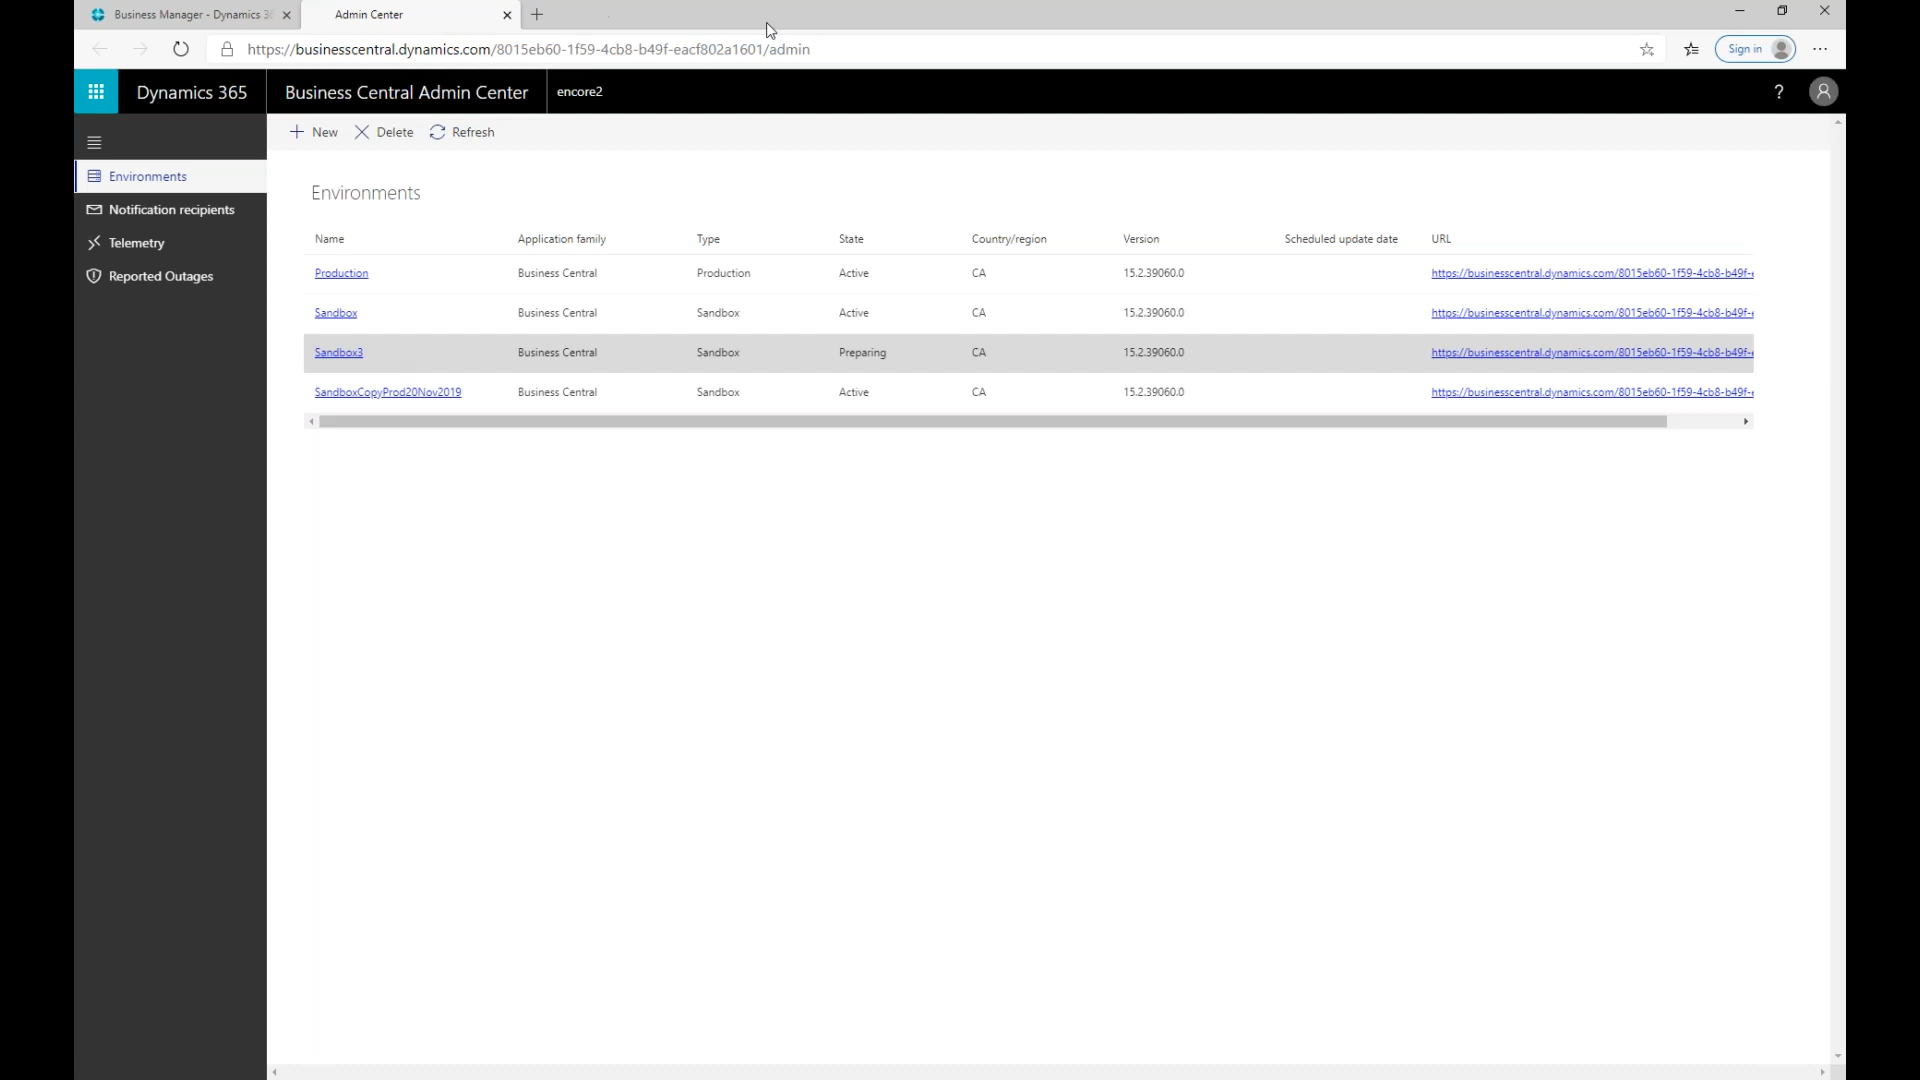 Business Manager - Dynamics 36
Admin Center
https://businesscentral.dynamics.com/8015eb60-1f59-4cb8-b49f-eacf802a1601/admin
Sign in
Dynamics 365
Business Central Admin Center
encore2
?
New
Delete
Refresh
Environments
Notification recipients
Telemetry
Reported Outages
Environments
Name Application family Type State Country/region Version Scheduled update date URL
Production Business Central Production Active CA 15.2.39060.0 https://businesscentral.dynamics.com/8015eb60-1f59-4cb8-b49f-
Sandbox Business Central Sandbox Active CA 15.2.39060.0 https://businesscentral.dynamics.com/8015eb60-1f59-4cb8-b49f-
Sandbox3 Business Central Sandbox Preparing CA 15.2.39060.0 https://businesscentral.dynamics.com/8015eb60-1f59-4cb8-b49f-
SandboxCopyProd20Nov2019 Business Central Sandbox Active CA 15.2.39060.0 https://businesscentral.dynamics.com/8015eb60-1f59-4cb8-b49f-